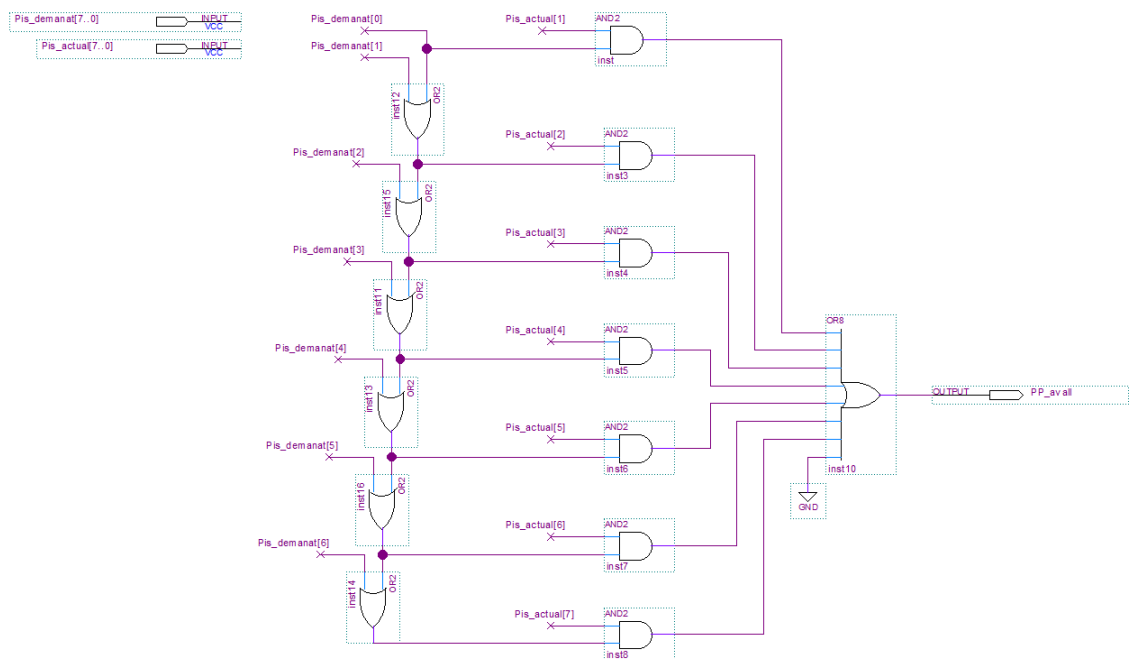 Pis_demanat[7..0]
INPUT
VCC
Pis_actual[7..0]
INPUT
VCC
Pis_demanat[0]
Pis_demanat[1]
Pis_actual[1]
AND2
inst
inst12
OR2
Pis_demanat[2]
Pis_actual[2]
AND2
inst3
inst15
OR2
Pis_demanat[3]
Pis_actual[3]
AND2
inst4
inst11
OR2
Pis_demanat[4]
Pis_actual[4]
AND2
inst5
inst13
OR2
Pis_demanat[5]
Pis_actual[5]
AND2
inst6
inst16
OR2
Pis_demanat[6]
Pis_actual[6]
AND2
inst7
inst14
OR2
Pis_actual[7]
AND2
inst8
OR8
inst10
GND
OUTPUT
PP_avall